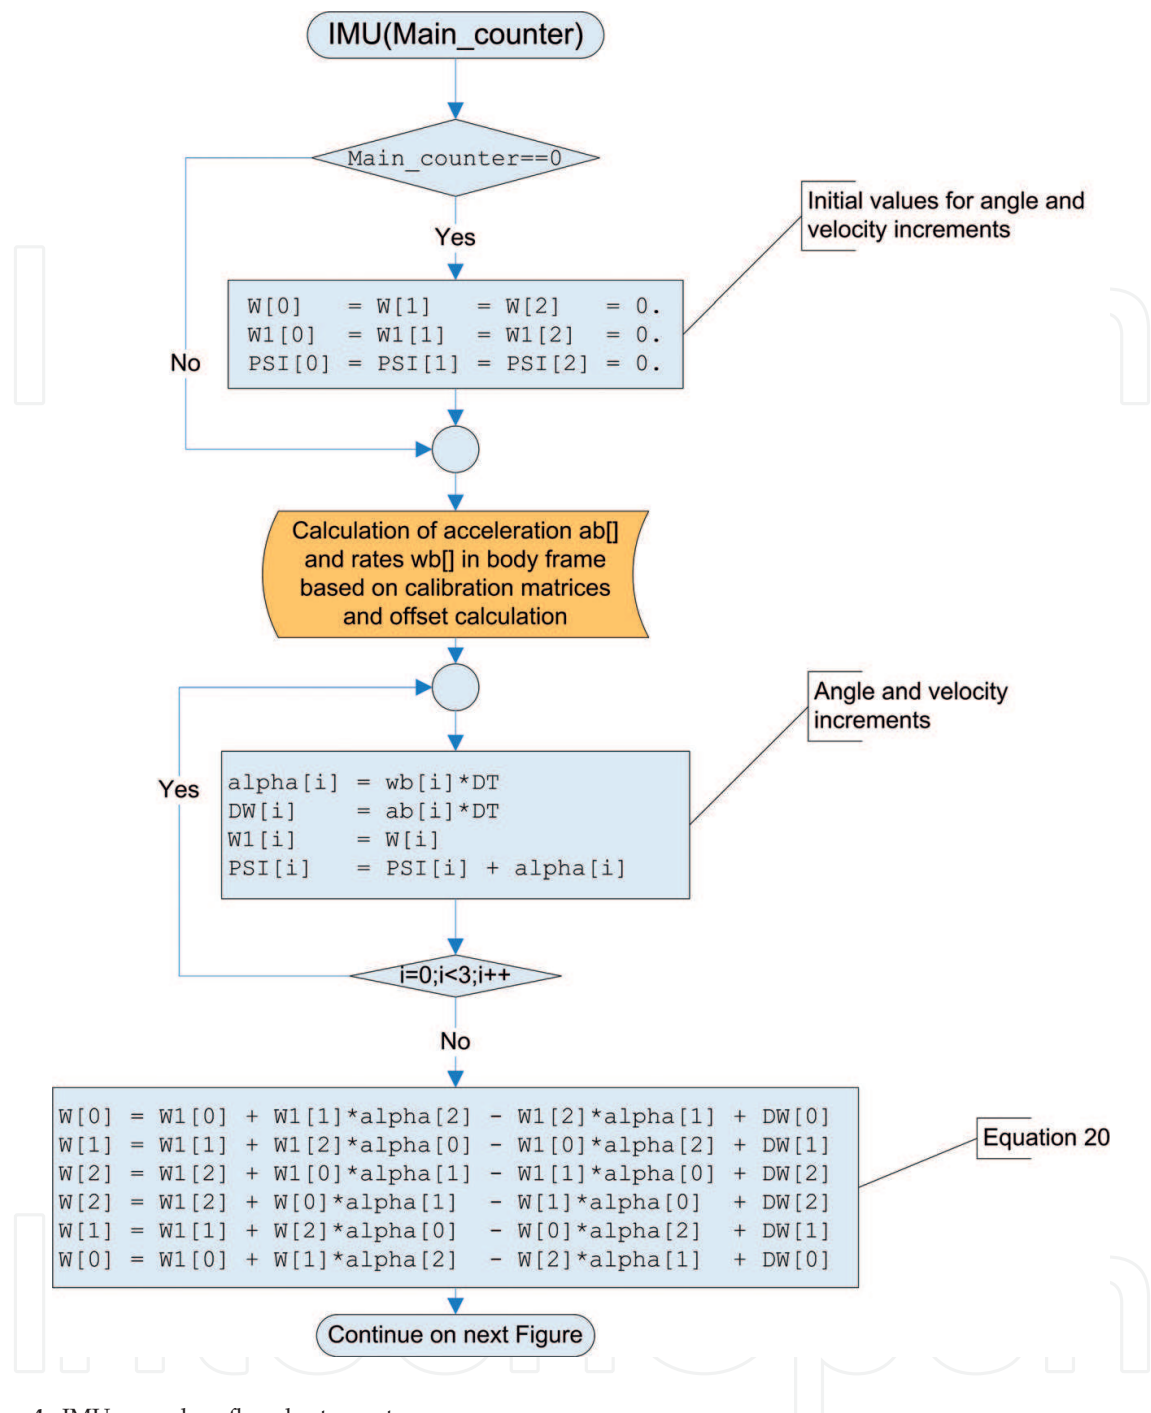 IMU(Main_counter)
Main_counter==0
Initial values for angle and
velocity increments
Yes
W[0] = W[1] = W[2] = 0.
W1[0] = W1[1] = W1[2] = 0.
PSI[0] = PSI[1] = PSI[2] = 0.
No
Calculation of acceleration ab[]
and rates wb[] in body frame
based on calibration matrices
and offset calculation
Angle and velocity
increments
Yes
alpha[i] = wb[i]*DT
DW[i] = ab[i]*DT
W1[i] = W[i]
PSI[i] = PSI[i] + alpha[i]
i=0;i<3;i++
No
W[0] = W1[0] + W1[1]*alpha[2] - W1[2]*alpha[1] + DW[0]
W[1] = W1[1] + W1[2]*alpha[0] - W1[0]*alpha[2] + DW[1]
W[2] = W1[2] + W1[0]*alpha[1] - W1[1]*alpha[0] + DW[2]
W[2] = W1[2] + W[0]*alpha[1] - W[1]*alpha[0] + DW[2]
W[1] = W1[1] + W[2]*alpha[0] - W[0]*alpha[2] + DW[1]
W[0] = W1[0] + W[1]*alpha[2] - W[2]*alpha[1] + DW[0]
Equation 20
Continue on next Figure